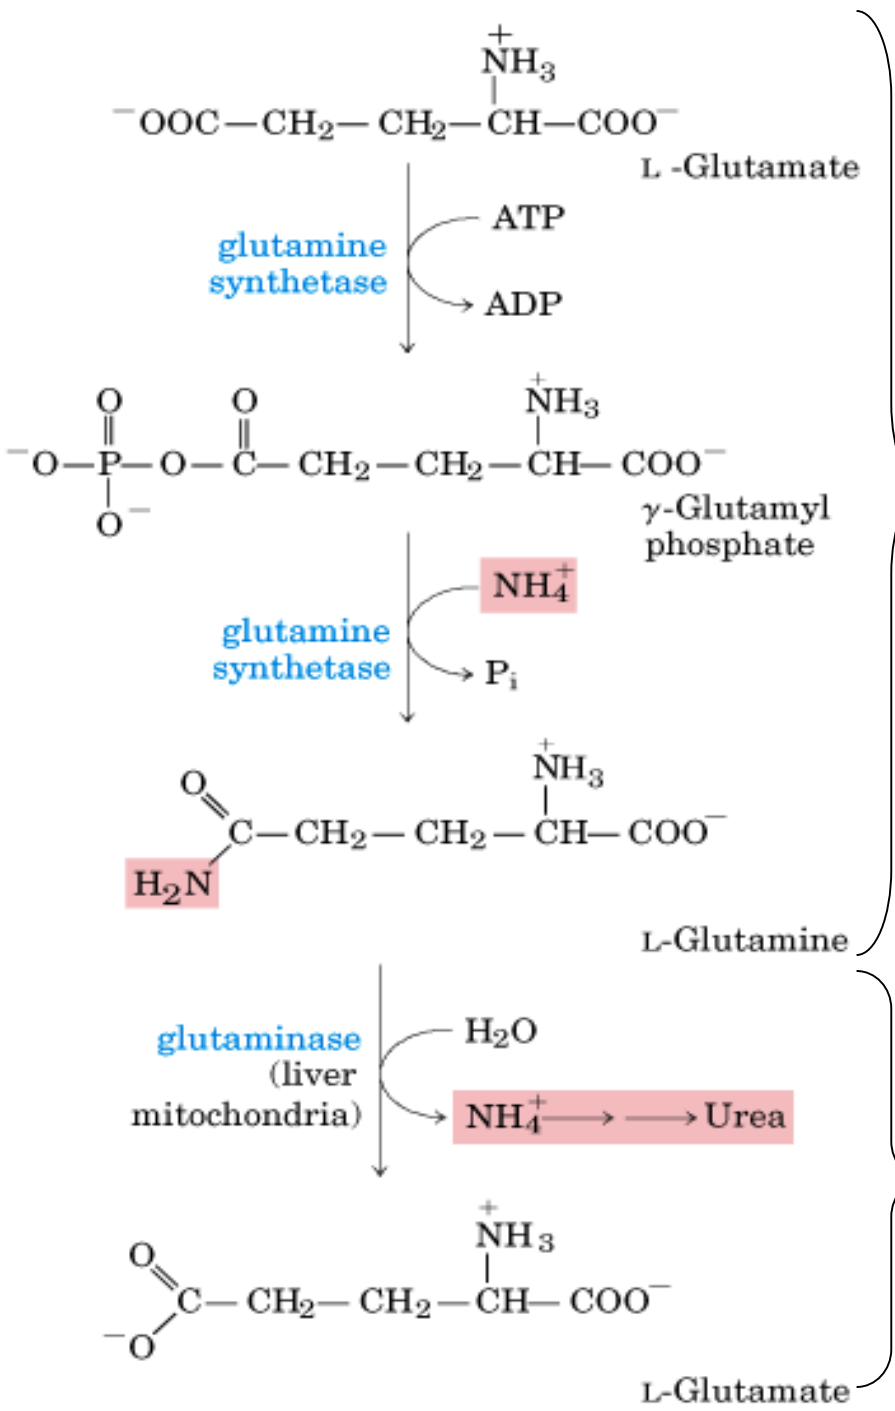 NH₃⁺
⁻OOC—CH₂—CH₂—CH—COO⁻
L -Glutamate
ATP
glutamine
synthetase
ADP
O O NH₃⁺
⁻O—P—O—C—CH₂—CH₂—CH—COO⁻
O⁻
γ-Glutamyl
phosphate
NH₄⁺
glutamine
synthetase
Pᵢ
O NH₃⁺
C—CH₂—CH₂—CH—COO⁻
H₂N
L-Glutamine
H₂O
glutaminase
(liver
mitochondria)
NH₄⁺ → → Urea
NH₃⁺
O
C—CH₂—CH₂—CH—COO⁻
⁻O
L-Glutamate